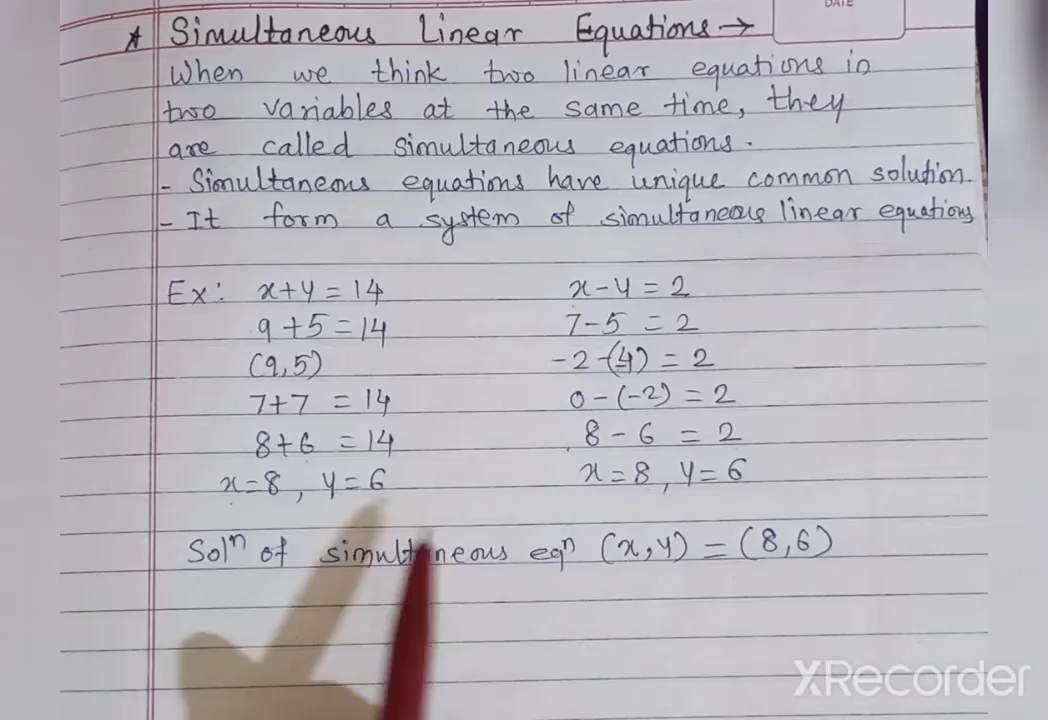 DATE
* Simultaneous Linear Equations →
When we think two linear equations in
two variables at the same time, they
are called simultaneous equations.
- Simultaneous equations have unique common solution.
- It form a system of simultaneous linear equations
Ex: x+y = 14    x-y = 2
9+5 = 14    7-5 = 2
(9,5)    -2-(4) = 2
7+7 = 14    0-(-2) = 2
8+6 = 14    8-6 = 2
x=8, y=6    x=8, y=6
Solⁿ of simultaneous eqⁿ (x,y) = (8,6)
XRecorder